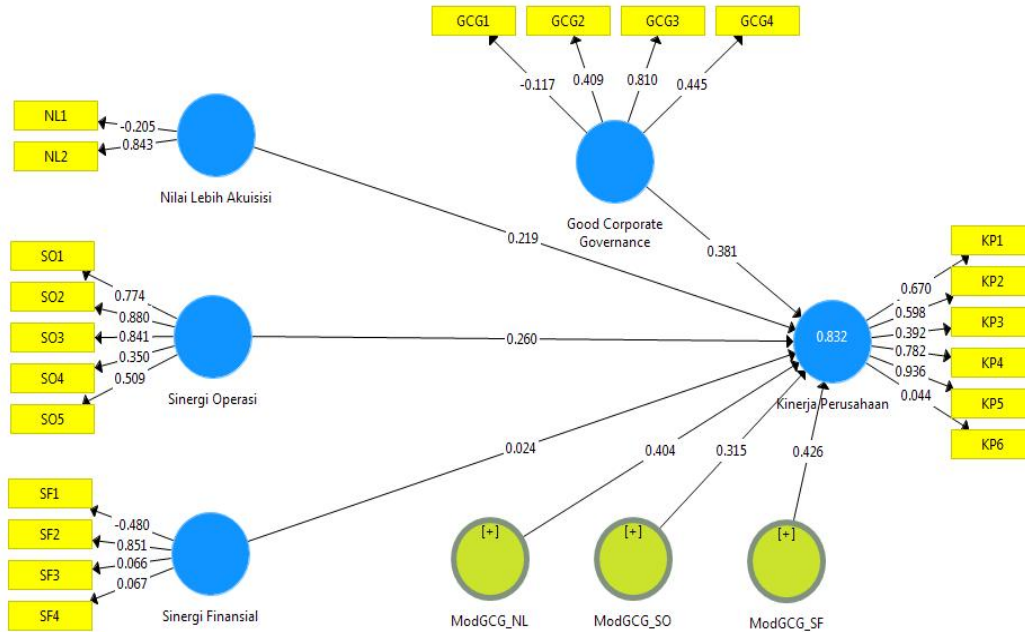 GCG1 GCG2 GCG3 GCG4
-0.117 0.409 0.810 0.445
Good Corporate
Governance
NL1
NL2
-0.205
0.843
Nilai Lebih Akuisisi
0.219
0.381
SO1
SO2
SO3
SO4
SO5
0.774
0.880
0.841
0.350
0.509
Sinergi Operasi
0.260
0.832
Kinerja Perusahaan
KP1
KP2
KP3
KP4
KP5
KP6
0.670
0.598
0.392
0.782
0.936
0.044
SF1
SF2
SF3
SF4
-0.480
0.851
0.066
0.067
Sinergi Finansial
0.024
0.404
0.315
0.426
[+] [+] [+]
ModGCG_NL ModGCG_SO ModGCG_SF